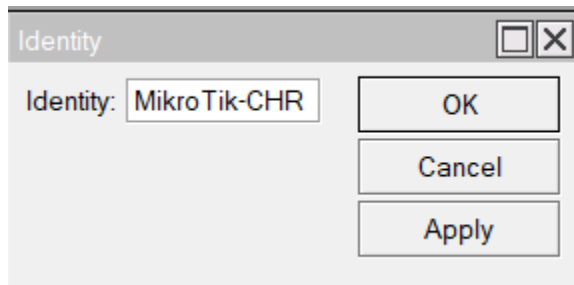 Identity
Identity: MikroTik-CHR
OK
Cancel
Apply